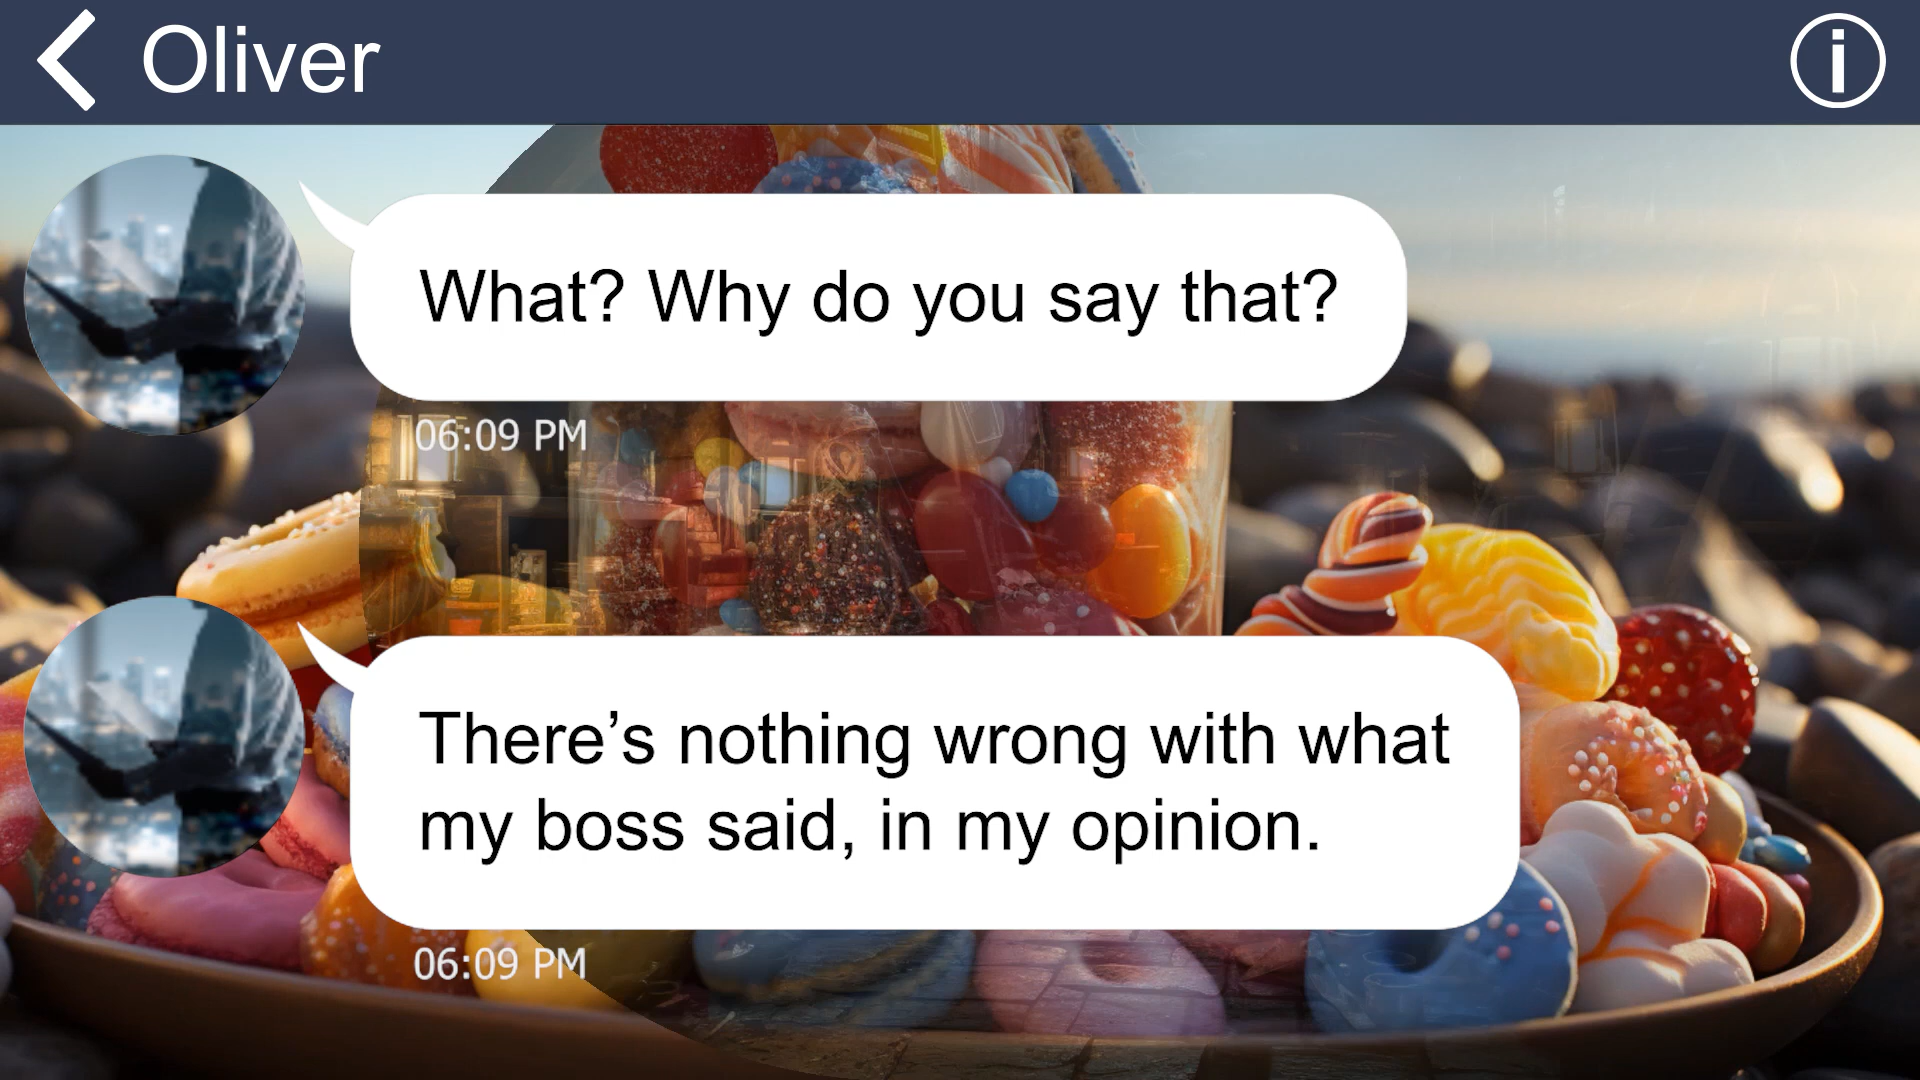 Oliver
What? Why do you say that?
06:09 PM
There’s nothing wrong with what
my boss said, in my opinion.
06:09 PM